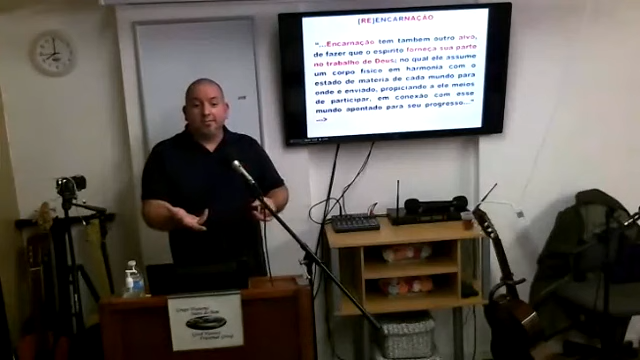 [RE]ENCARNAÇÃO
"...Encarnação tem também outro alvo,
de fazer que o espírito forneça sua parte
no trabalho de Deus; no qual ele assume
um corpo físico em harmonia com o
estado de matéria de cada mundo para
onde é enviado, propiciando a ele meios
de participar, em conexão com esse
mundo apontado para seu progresso..."
-->